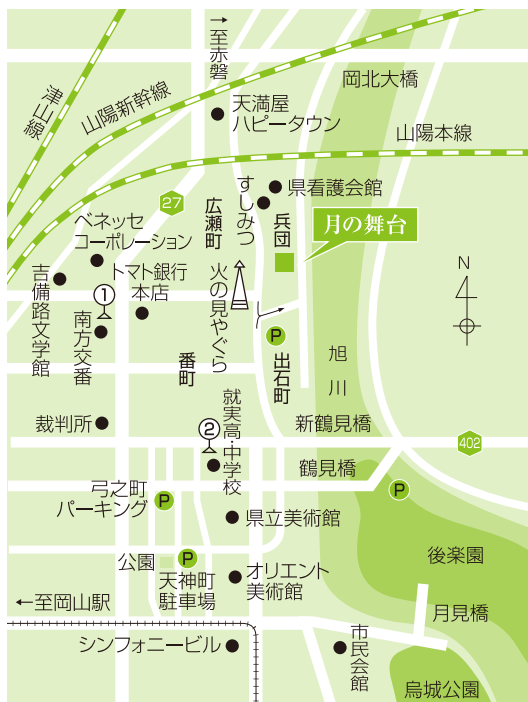 →至赤磐
岡北大橋
津山線
山陽新幹線
天満屋
ハピータウン
山陽本線
県看護会館
すしみつ
27
広瀬町
兵団
月の舞台
ベネッセ
コーポレーション
トマト銀行
本店
火の見やぐら
N
吉備路文学館
1
南方交番
P
番町
出石町
旭川
裁判所
就実高・中学校
2
新鶴見橋
402
鶴見橋
弓之町
パーキング
P
P
県立美術館
後楽園
公園
P
天神町
駐車場
オリエント
美術館
←至岡山駅
月見橋
シンフォニービル
市民会館
烏城公園